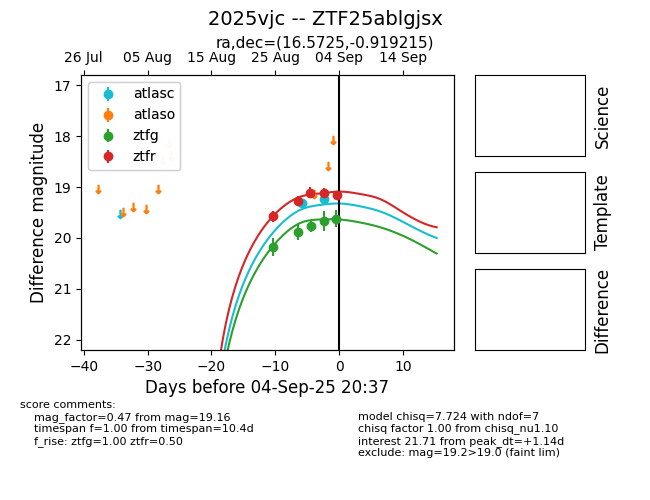 2025vjc -- ZTF25ablgjsx
ra,dec=(16.5725,-0.919215)
26 Jul 05 Aug 15 Aug 25 Aug 04 Sep 14 Sep
atlasc
atlaso
ztfg
ztfr
17
18
19
20
21
22
Difference magnitude
−40 −30 −20 −10 0 10
Days before 04-Sep-25 20:37
Science
Template
Difference
score comments:
mag_factor=0.47 from mag=19.16
timespan f=1.00 from timespan=10.4d
f_rise: ztfg=1.00 ztfr=0.50
model chisq=7.724 with ndof=7
chisq factor 1.00 from chisq_nu1.10
interest 21.71 from peak_dt=+1.14d
exclude: mag=19.2>19.0 (faint lim)